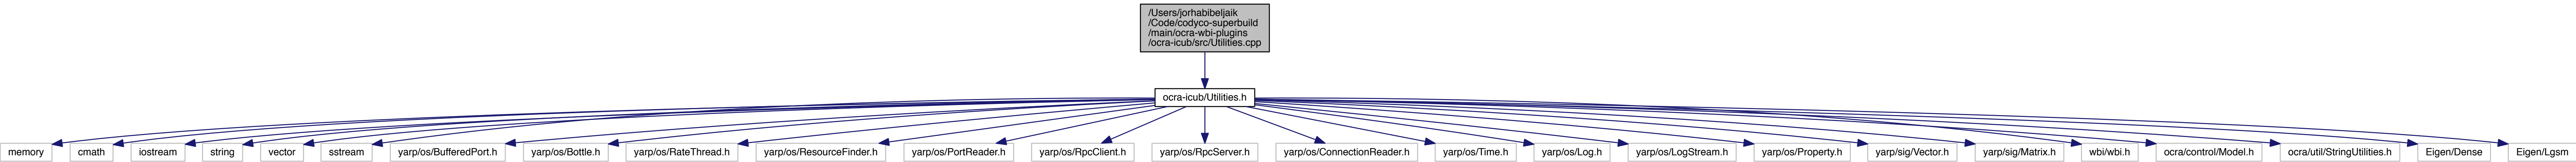 /Users/jorhabibeljaik
/Code/codyco-superbuild
/main/ocra-wbi-plugins
/ocra-icub/src/Utilities.cpp
ocra-icub/Utilities.h
memory
cmath
iostream
string
vector
sstream
yarp/os/BufferedPort.h
yarp/os/Bottle.h
yarp/os/RateThread.h
yarp/os/ResourceFinder.h
yarp/os/PortReader.h
yarp/os/RpcClient.h
yarp/os/RpcServer.h
yarp/os/ConnectionReader.h
yarp/os/Time.h
yarp/os/Log.h
yarp/os/LogStream.h
yarp/os/Property.h
yarp/sig/Vector.h
yarp/sig/Matrix.h
wbi/wbi.h
ocra/control/Model.h
ocra/util/StringUtilities.h
Eigen/Dense
Eigen/Lgsm